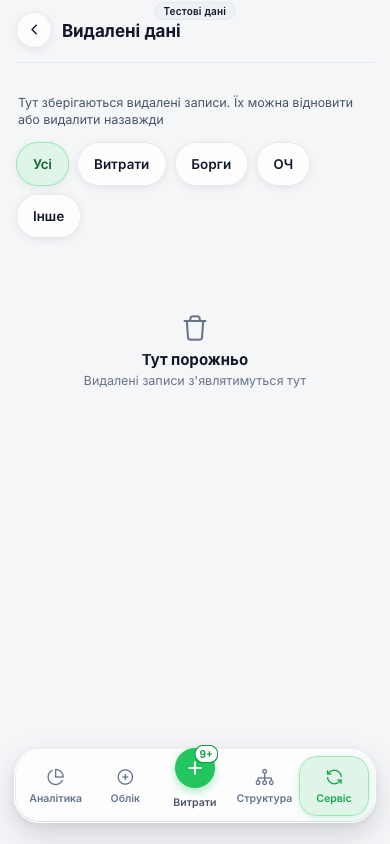 Тестові дані
Видалені дані
Тут зберігаються видалені записи. Їх можна відновити
або видалити назавжди
Усі
Витрати
Борги
ОЧ
Інше
Тут порожньо
Видалені записи з'являтимуться тут
9+
Аналітика
Облік
Витрати
Структура
Сервіс